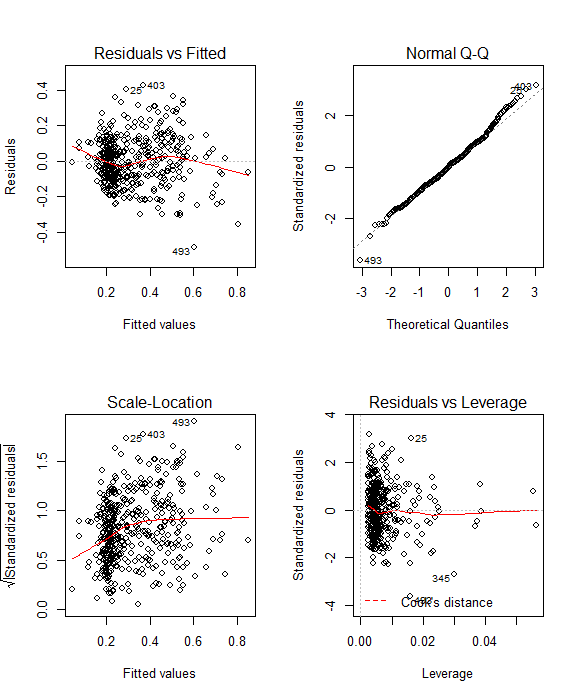 Residuals vs Fitted
Residuals
-0.4 -0.2 0.0 0.2 0.4
25 403
493
0.2 0.4 0.6 0.8
Fitted values
Normal Q-Q
Standardized residuals
-2 0 2
25 403
493
-3 -2 -1 0 1 2 3
Theoretical Quantiles
Scale-Location
√|Standardized residuals|
0.0 0.5 1.0 1.5
493
25 403
0.2 0.4 0.6 0.8
Fitted values
Residuals vs Leverage
Standardized residuals
-4 -2 0 2 4
25
345
Cook's distance
0.00 0.02 0.04
Leverage